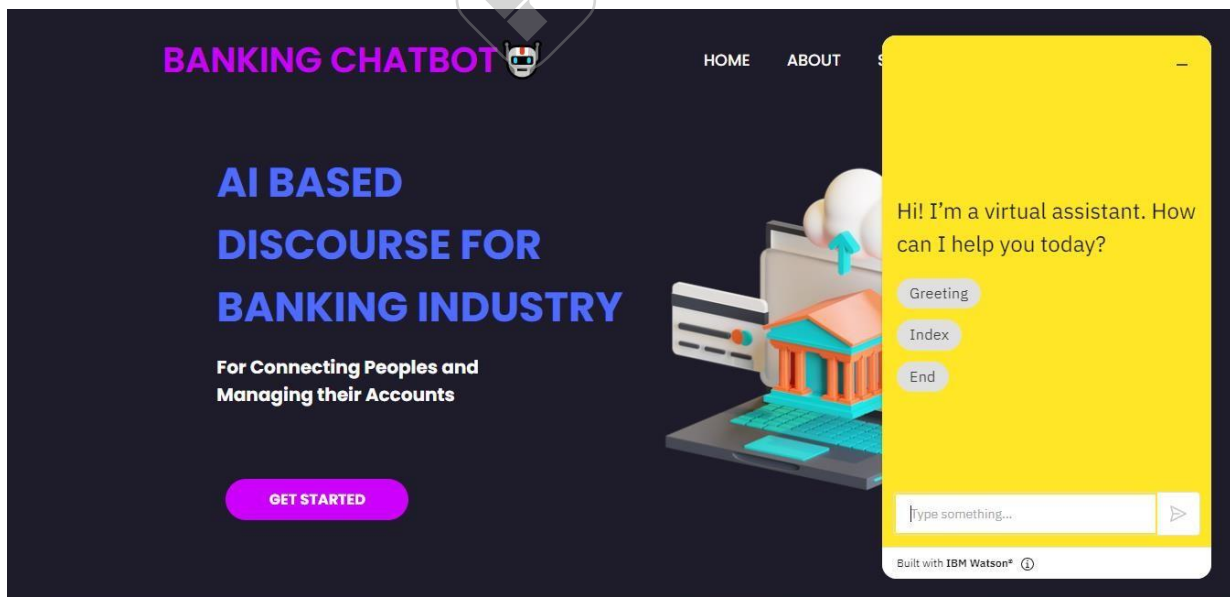 BANKING CHATBOT
HOME ABOUT S
AI BASED
DISCOURSE FOR
BANKING INDUSTRY
For Connecting Peoples and
Managing their Accounts
GET STARTED
Hi! I’m a virtual assistant. How
can I help you today?
Greeting
Index
End
Type something...
Built with IBM Watson®